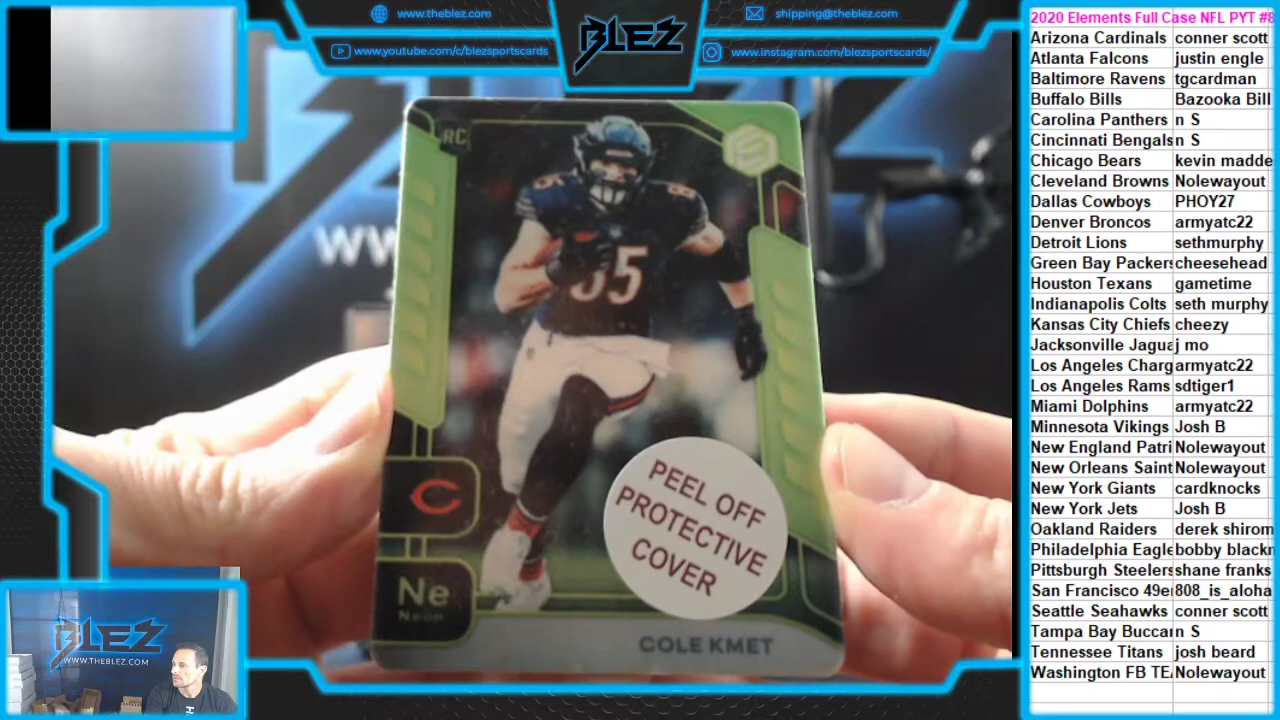 www.theblez.com
www.youtube.com/c/blezsportscards
BLEZ
shipping@theblez.com
www.instagram.com/blezsportscards/
RC
85
85
PEEL OFF
PROTECTIVE
COVER
Ne
Neon
COLE KMET
BLEZ
WWW.THEBLEZ.COM
2020 Elements Full Case NFL PYT #8
Arizona Cardinals conner scott
Atlanta Falcons justin engle
Baltimore Ravens tgcardman
Buffalo Bills Bazooka Bill
Carolina Panthers n S
Cincinnati Bengals n S
Chicago Bears kevin madde
Cleveland Browns Nolewayout
Dallas Cowboys PHOY27
Denver Broncos armyatc22
Detroit Lions sethmurphy
Green Bay Packers cheesehead
Houston Texans gametime
Indianapolis Colts seth murphy
Kansas City Chiefs cheezy
Jacksonville Jagua j mo
Los Angeles Charg armyatc22
Los Angeles Rams sdtiger1
Miami Dolphins armyatc22
Minnesota Vikings Josh B
New England Patri Nolewayout
New Orleans Saint Nolewayout
New York Giants cardknocks
New York Jets Josh B
Oakland Raiders derek shirom
Philadelphia Eagle bobby blackn
Pittsburgh Steelers shane franks
San Francisco 49e 808_is_aloha
Seattle Seahawks conner scott
Tampa Bay Buccan n S
Tennessee Titans josh beard
Washington FB TE Nolewayout